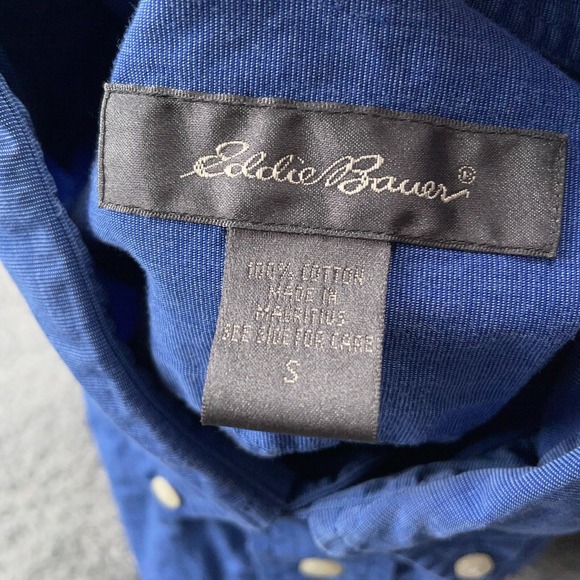 Eddie Bauer®
100% COTTON
MADE IN
MAURITIUS
SEE SIDE FOR CARE
S